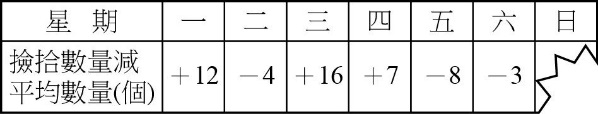 星 期 一 二 三 四 五 六 日
撿拾數量減
平均數量(個) +12 −4 +16 +7 −8 −3